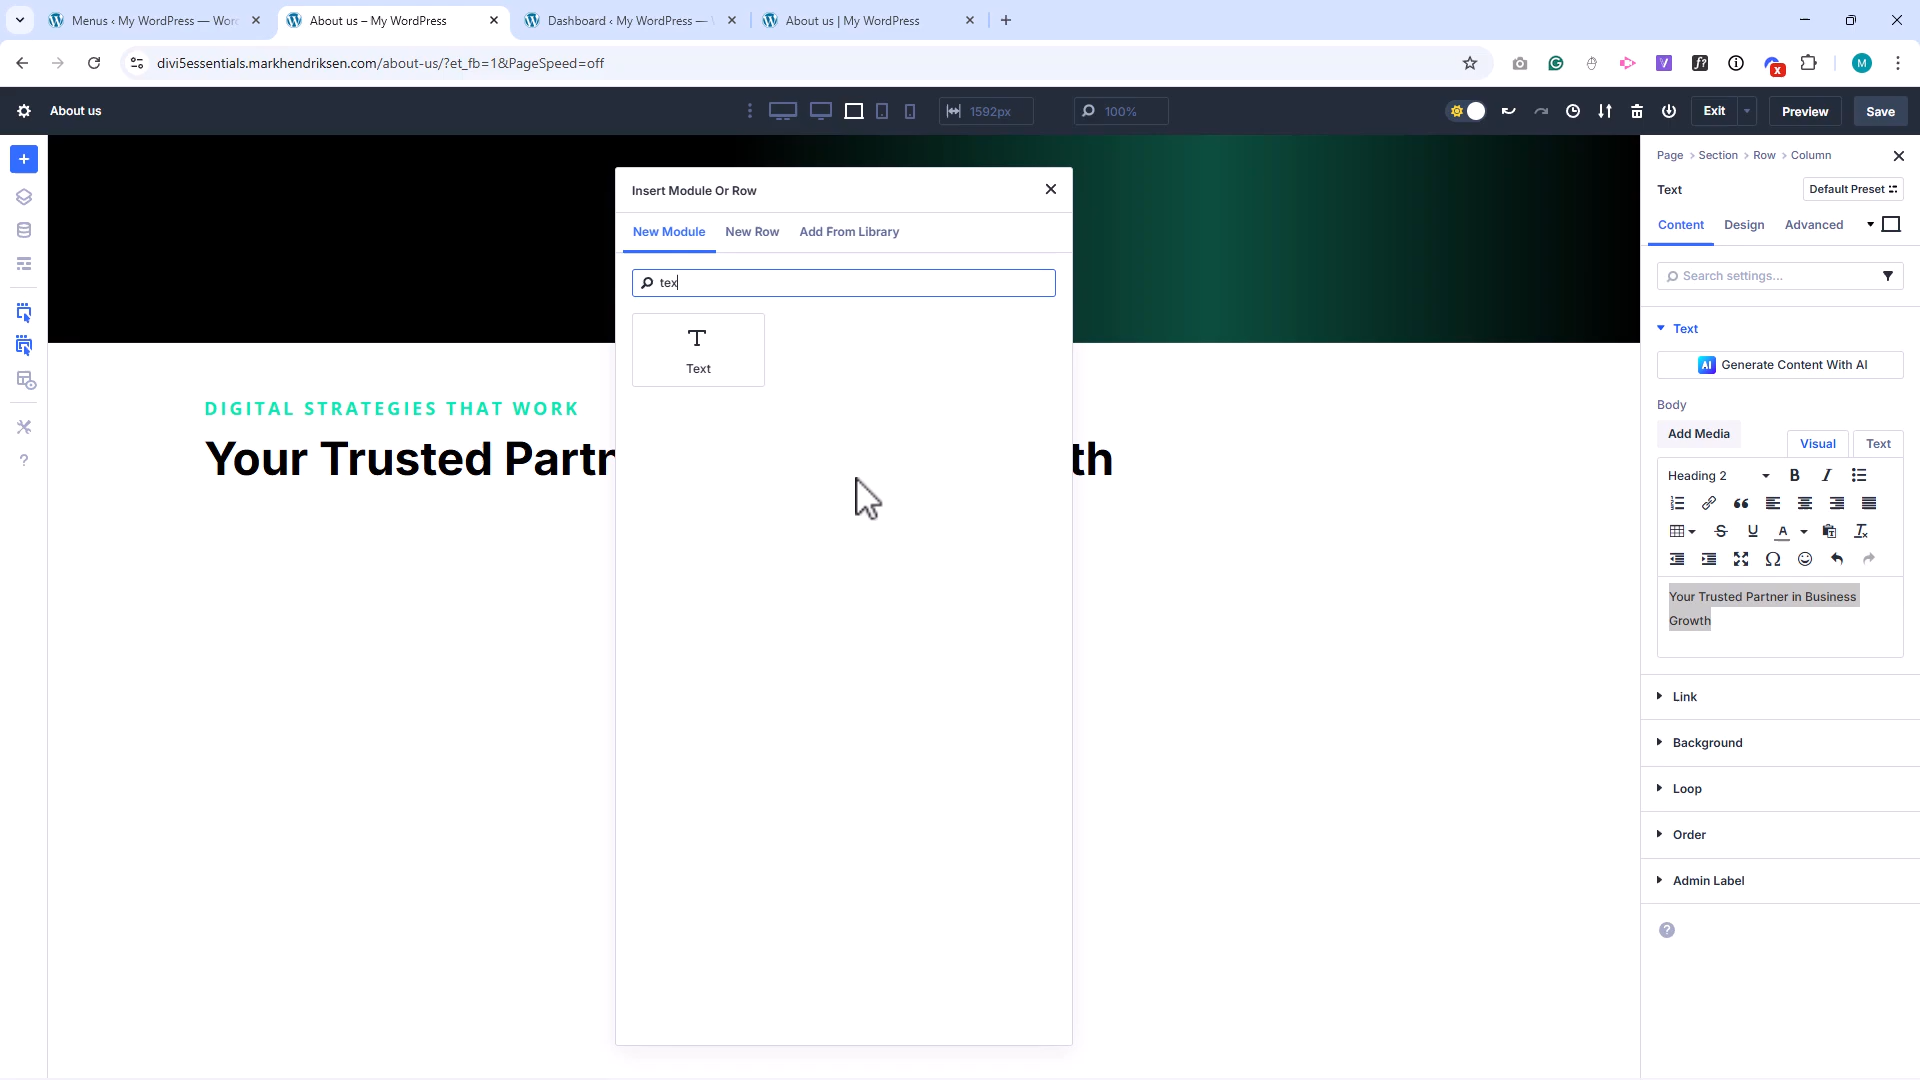 Menus ‹ My WordPress — Wor
About us – My WordPress
Dashboard ‹ My WordPress —
About us | My WordPress
divi5essentials.markhendriksen.com/about-us/?et_fb=1&PageSpeed=off
f?
V
x
M
About us
1592px
100%
Exit
Preview
Save
Page > Section > Row > Column
Text
Default Preset
Content
Design
Advanced
Search settings...
Text
AI Generate Content With AI
Body
Add Media
Visual
Text
Heading 2
Your Trusted Partner in Business
Growth
Link
Background
Loop
Order
Admin Label
?
Insert Module Or Row
New Module
New Row
Add From Library
tex
Text
DIGITAL STRATEGIES THAT WORK
Your Trusted Partn
th